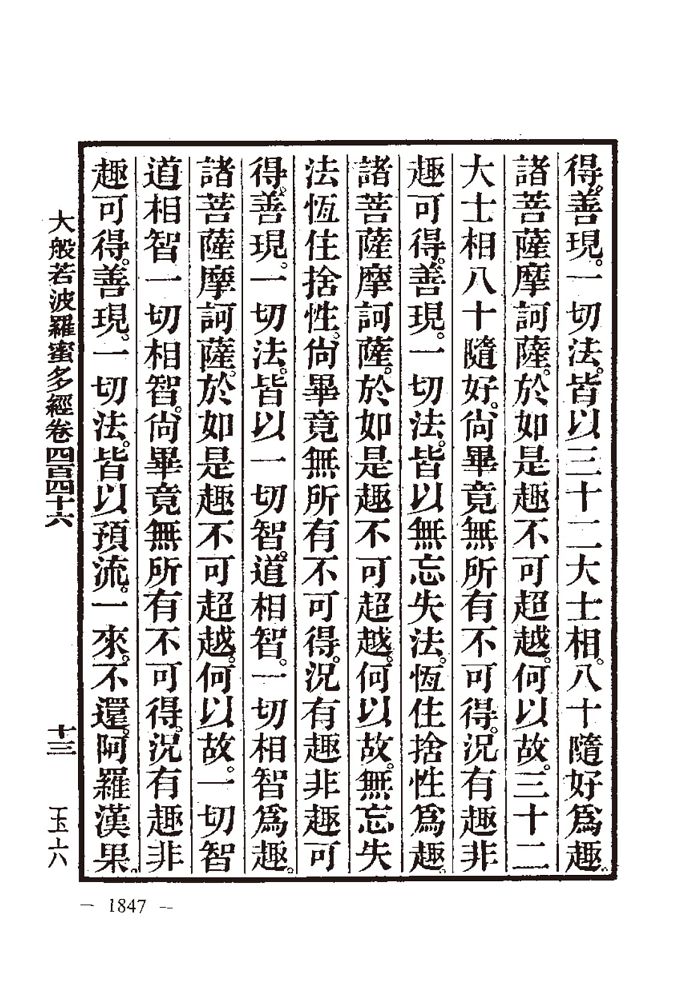 得。善現。一切法。皆以三十二大士相。八十隨好爲趣。
諸菩薩摩訶薩。於如是趣不可超越。何以故。三十二
大士相八十隨好。尙畢竟無所有不可得。況有趣非
趣可得。善現。一切法。皆以無忘失法。恆住捨性爲趣。
諸菩薩摩訶薩。於如是趣不可超越。何以故。無忘失
法恆住捨性。尙畢竟無所有不可得。況有趣非趣可
得。善現。一切法。皆以一切智。道相智。一切相智爲趣。
諸菩薩摩訶薩。於如是趣不可超越。何以故。一切智
道相智一切相智。尙畢竟無所有不可得。況有趣非
趣可得。善現。一切法。皆以預流。一來。不還。阿羅漢果。
大般若波羅蜜多經卷四百四十六 十三 玉六
— 1847 —